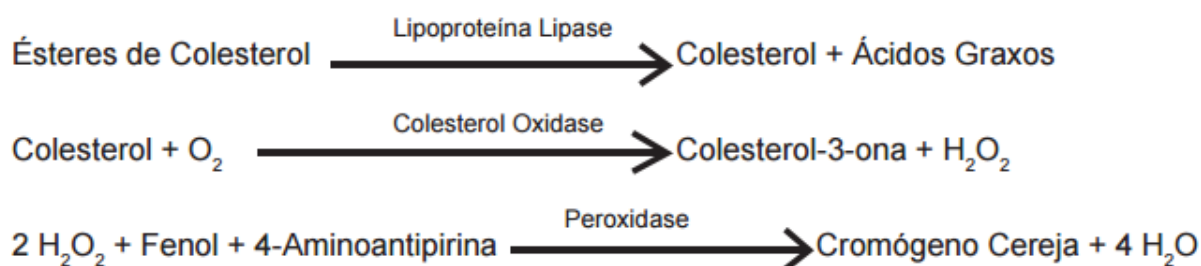 Lipoproteína Lipase
Ésteres de Colesterol Colesterol + Ácidos Graxos
Colesterol Oxidase
Colesterol + O₂ Colesterol-3-ona + H₂O₂
Peroxidase
2 H₂O₂ + Fenol + 4-Aminoantipirina Cromógeno Cereja + 4 H₂O